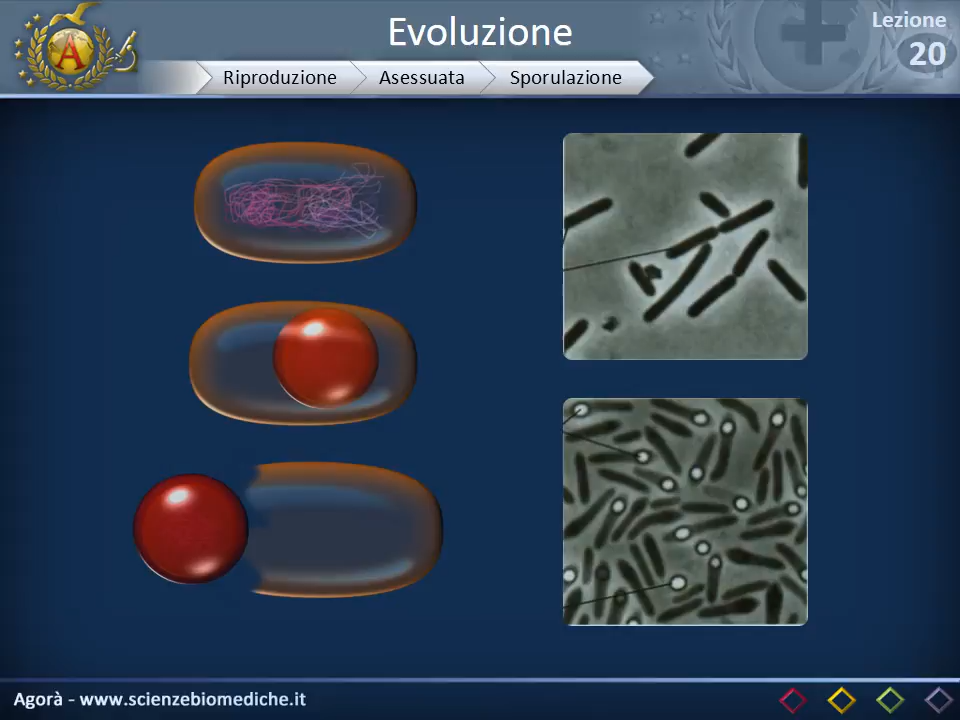 Evoluzione
Lezione
20
Riproduzione
Asessuata
Sporulazione
A
Agorà - www.scienzebiomediche.it